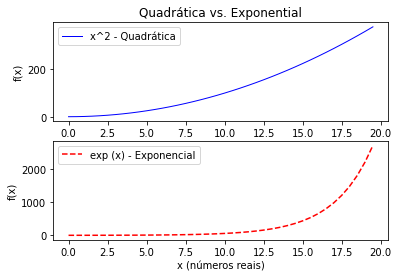 Quadrática vs. Exponential
x^2 - Quadrática
f(x)
200
0
0.0 2.5 5.0 7.5 10.0 12.5 15.0 17.5 20.0
exp (x) - Exponencial
f(x)
2000
1000
0
0.0 2.5 5.0 7.5 10.0 12.5 15.0 17.5 20.0
x (números reais)